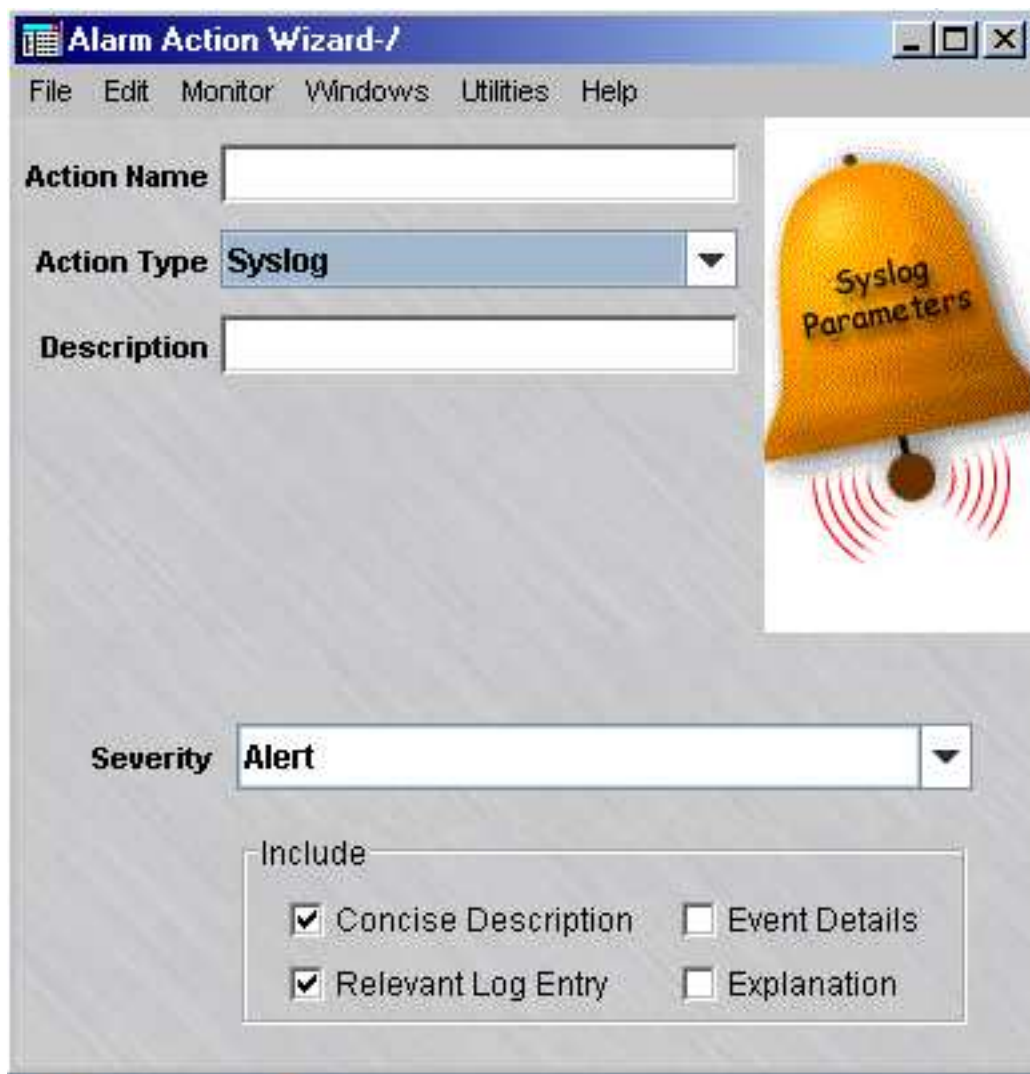 Alarm Action Wizard-/
File Edit Monitor Windows Utilities Help
Action Name
Action Type Syslog
Description
Syslog
Parameters
Severity Alert
Include
Concise Description Event Details
Relevant Log Entry Explanation